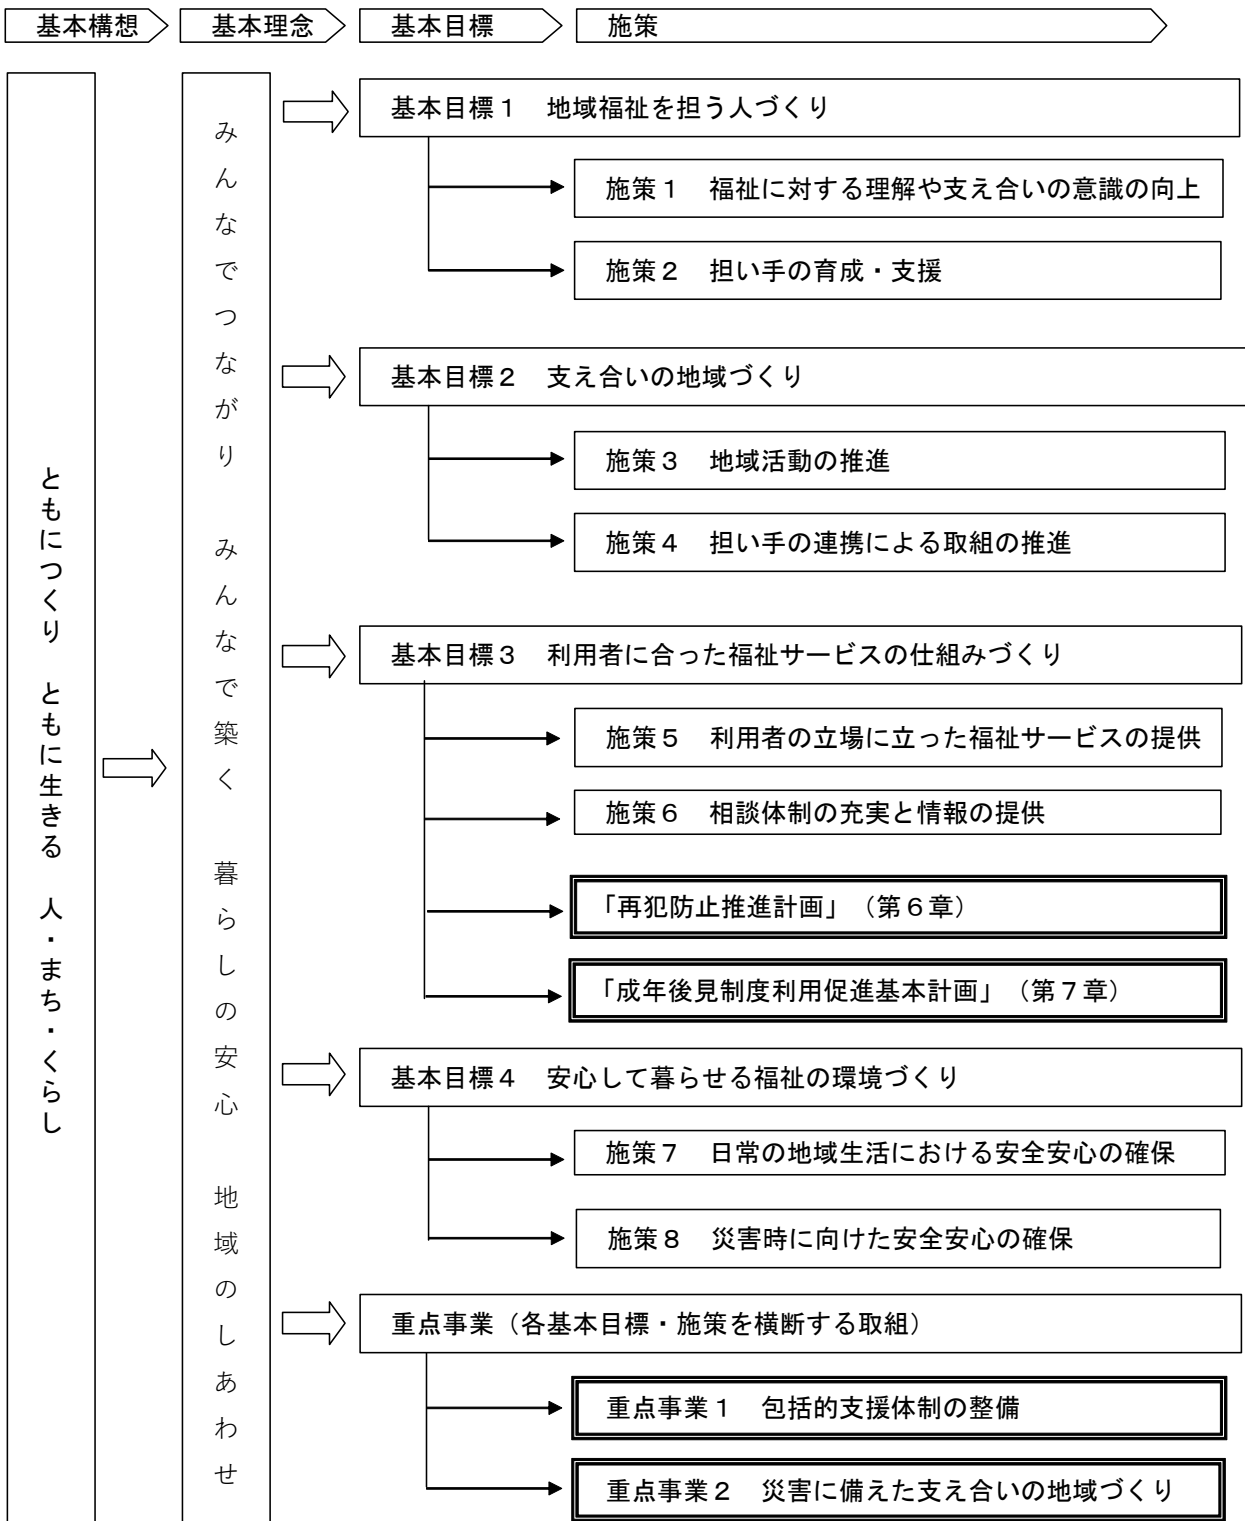 基本構想
基本理念
基本目標
施策
ともにつくり　ともに生きる　人・まち・くらし
みんなでつながり　みんなで築く　暮らしの安心　地域のしあわせ
基本目標１　地域福祉を担う人づくり
施策１　福祉に対する理解や支え合いの意識の向上
施策２　担い手の育成・支援
基本目標２　支え合いの地域づくり
施策３　地域活動の推進
施策４　担い手の連携による取組の推進
基本目標３　利用者に合った福祉サービスの仕組みづくり
施策５　利用者の立場に立った福祉サービスの提供
施策６　相談体制の充実と情報の提供
「再犯防止推進計画」（第６章）
「成年後見制度利用促進基本計画」（第７章）
基本目標４　安心して暮らせる福祉の環境づくり
施策７　日常の地域生活における安全安心の確保
施策８　災害時に向けた安全安心の確保
重点事業（各基本目標・施策を横断する取組）
重点事業１　包括的支援体制の整備
重点事業２　災害に備えた支え合いの地域づくり